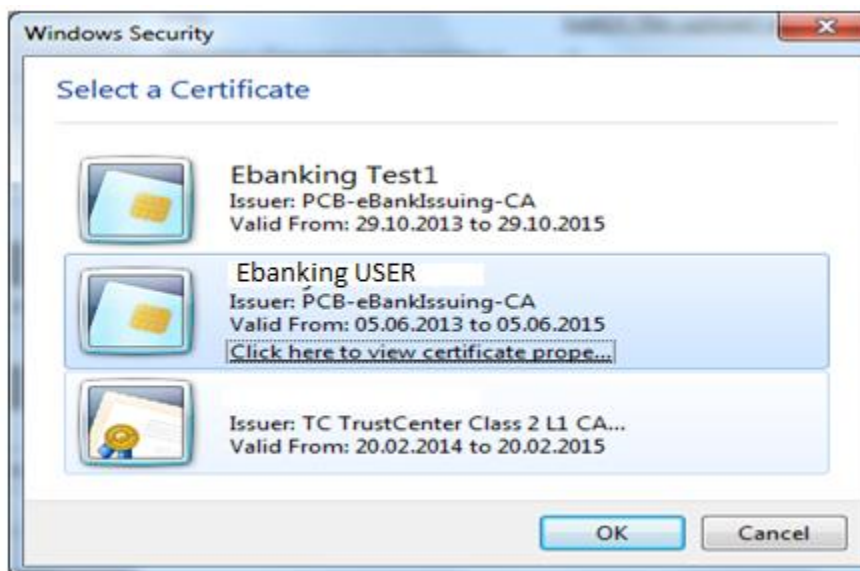 Windows Security
Select a Certificate
Ebanking Test1
Issuer: PCB-eBankIssuing-CA
Valid From: 29.10.2013 to 29.10.2015
Ebanking USER
Issuer: PCB-eBankIssuing-CA
Valid From: 05.06.2013 to 05.06.2015
Click here to view certificate prope...
Issuer: TC TrustCenter Class 2 L1 CA...
Valid From: 20.02.2014 to 20.02.2015
OK
Cancel